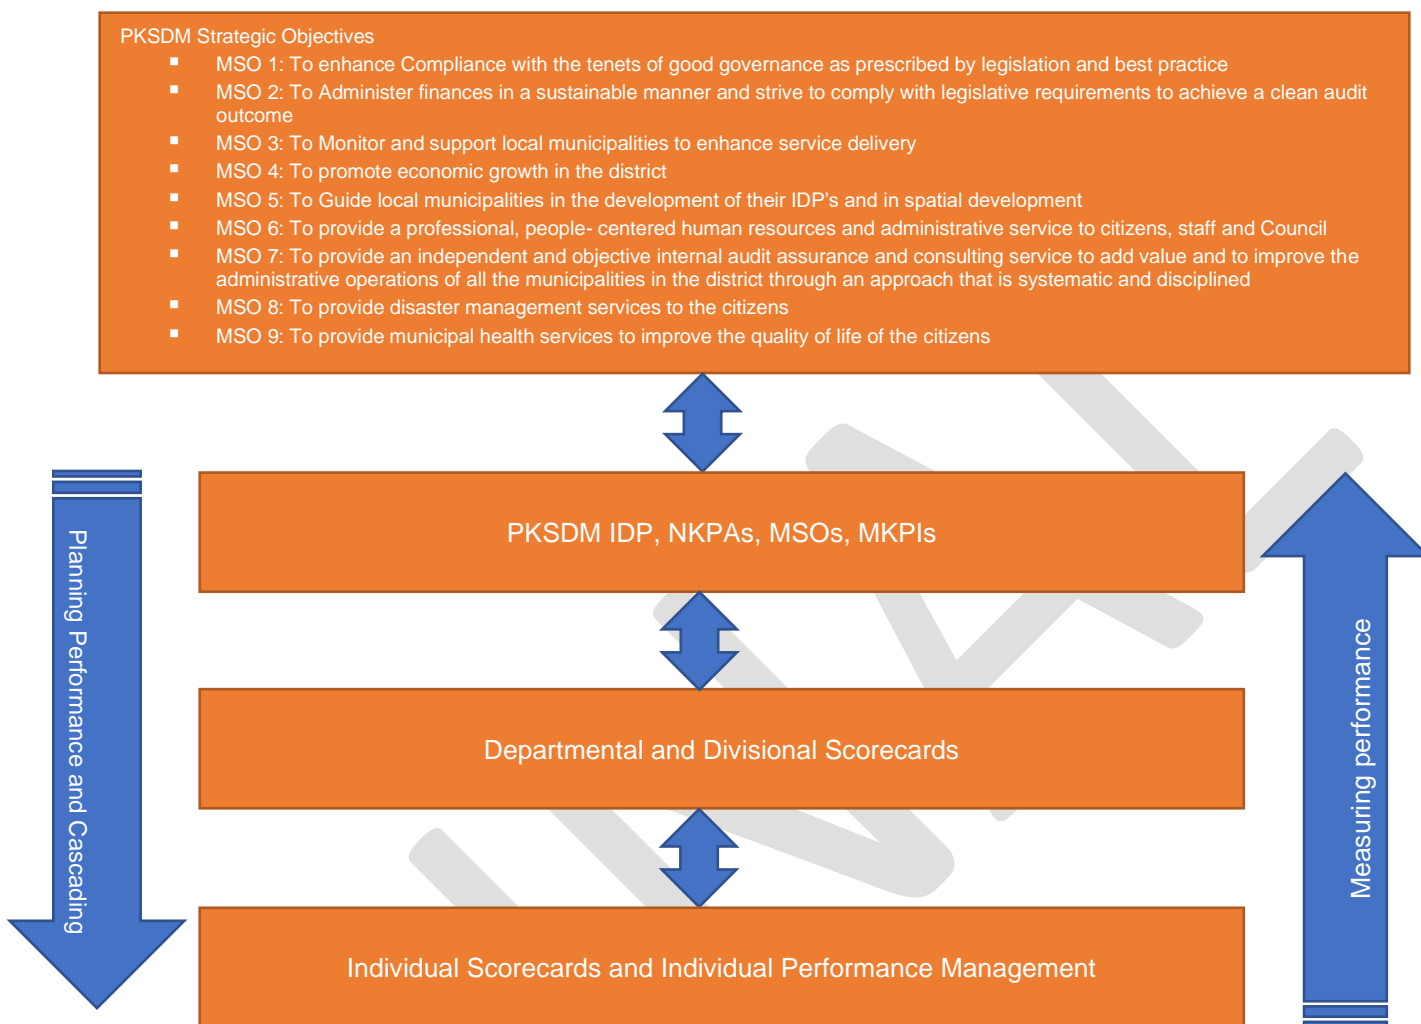 PKSDM Strategic Objectives
▪ MSO 1: To enhance Compliance with the tenets of good governance as prescribed by legislation and best practice
▪ MSO 2: To Administer finances in a sustainable manner and strive to comply with legislative requirements to achieve a clean audit
outcome
▪ MSO 3: To Monitor and support local municipalities to enhance service delivery
▪ MSO 4: To promote economic growth in the district
▪ MSO 5: To Guide local municipalities in the development of their IDP's and in spatial development
▪ MSO 6: To provide a professional, people- centered human resources and administrative service to citizens, staff and Council
▪ MSO 7: To provide an independent and objective internal audit assurance and consulting service to add value and to improve the
administrative operations of all the municipalities in the district through an approach that is systematic and disciplined
▪ MSO 8: To provide disaster management services to the citizens
▪ MSO 9: To provide municipal health services to improve the quality of life of the citizens
Planning Performance and Cascading
PKSDM IDP, NKPAs, MSOs, MKPIs
Departmental and Divisional Scorecards
Individual Scorecards and Individual Performance Management
Measuring performance